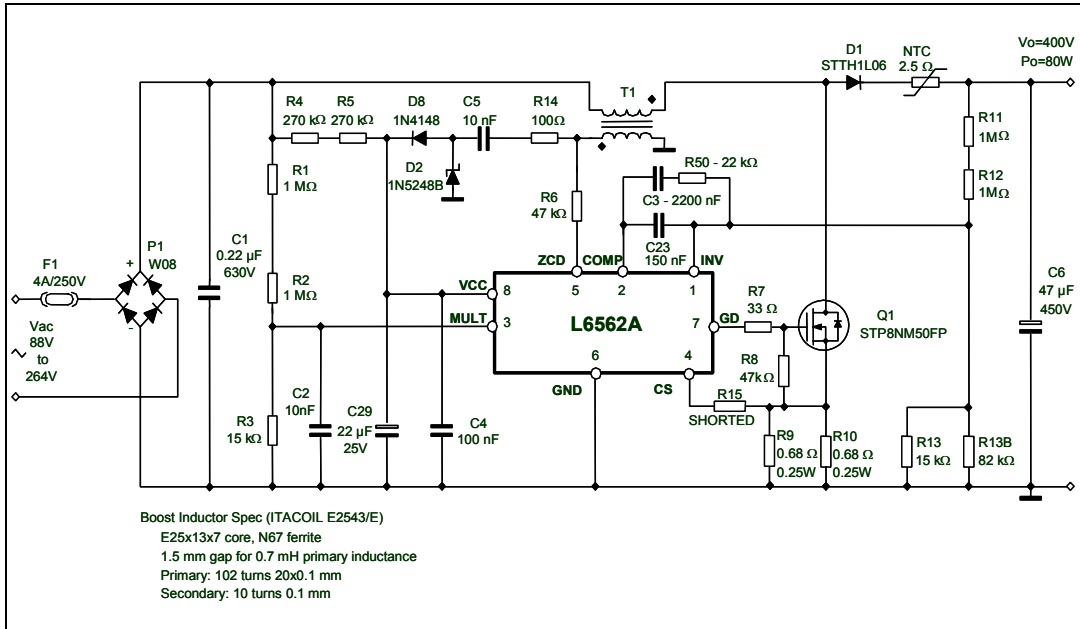 D1
STTH1L06
NTC
2.5 Ω
Vo=400V
Po=80W
T1
R4
270 kΩ
R5
270 kΩ
D8
1N4148
C5
10 nF
R14
100Ω
R11
1MΩ
R1
1 MΩ
D2
1N5248B
R50 - 22 kΩ
R12
1MΩ
R6
47 kΩ
C3 - 2200 nF
C23
150 nF
F1
4A/250V
P1
W08
+
-
C1
0.22 µF
630V
R2
1 MΩ
ZCD
COMP
INV
5
2
1
VCC
8
MULT
3
L6562A
7
GD
R7
33 Ω
Q1
STP8NM50FP
C6
47 µF
450V
Vac
88V
to
264V
6
GND
4
CS
R8
47kΩ
R15
SHORTED
R3
15 kΩ
C2
10nF
C29
22 µF
25V
C4
100 nF
R9
0.68 Ω
0.25W
R10
0.68 Ω
0.25W
R13
15 kΩ
R13B
82 kΩ
Boost Inductor Spec (ITACOIL E2543/E)
E25x13x7 core, N67 ferrite
1.5 mm gap for 0.7 mH primary inductance
Primary: 102 turns 20x0.1 mm
Secondary: 10 turns 0.1 mm